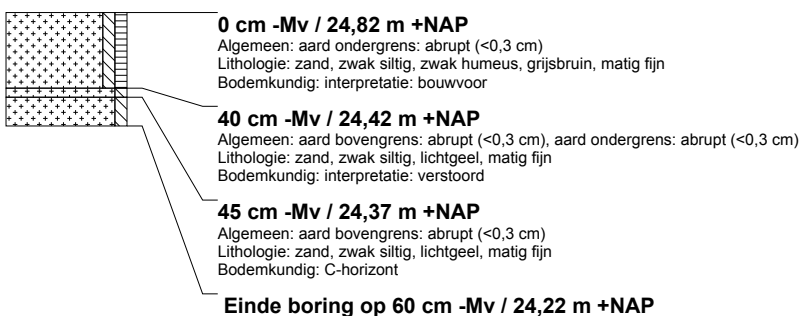 0 cm -Mv / 24,82 m +NAP
Algemeen: aard ondergrens: abrupt (<0,3 cm)
Lithologie: zand, zwak siltig, zwak humeus, grijsbruin, matig fijn
Bodemkundig: interpretatie: bouwvoor
40 cm -Mv / 24,42 m +NAP
Algemeen: aard bovengrens: abrupt (<0,3 cm), aard ondergrens: abrupt (<0,3 cm)
Lithologie: zand, zwak siltig, lichtgeel, matig fijn
Bodemkundig: interpretatie: verstoord
45 cm -Mv / 24,37 m +NAP
Algemeen: aard bovengrens: abrupt (<0,3 cm)
Lithologie: zand, zwak siltig, lichtgeel, matig fijn
Bodemkundig: C-horizont
Einde boring op 60 cm -Mv / 24,22 m +NAP